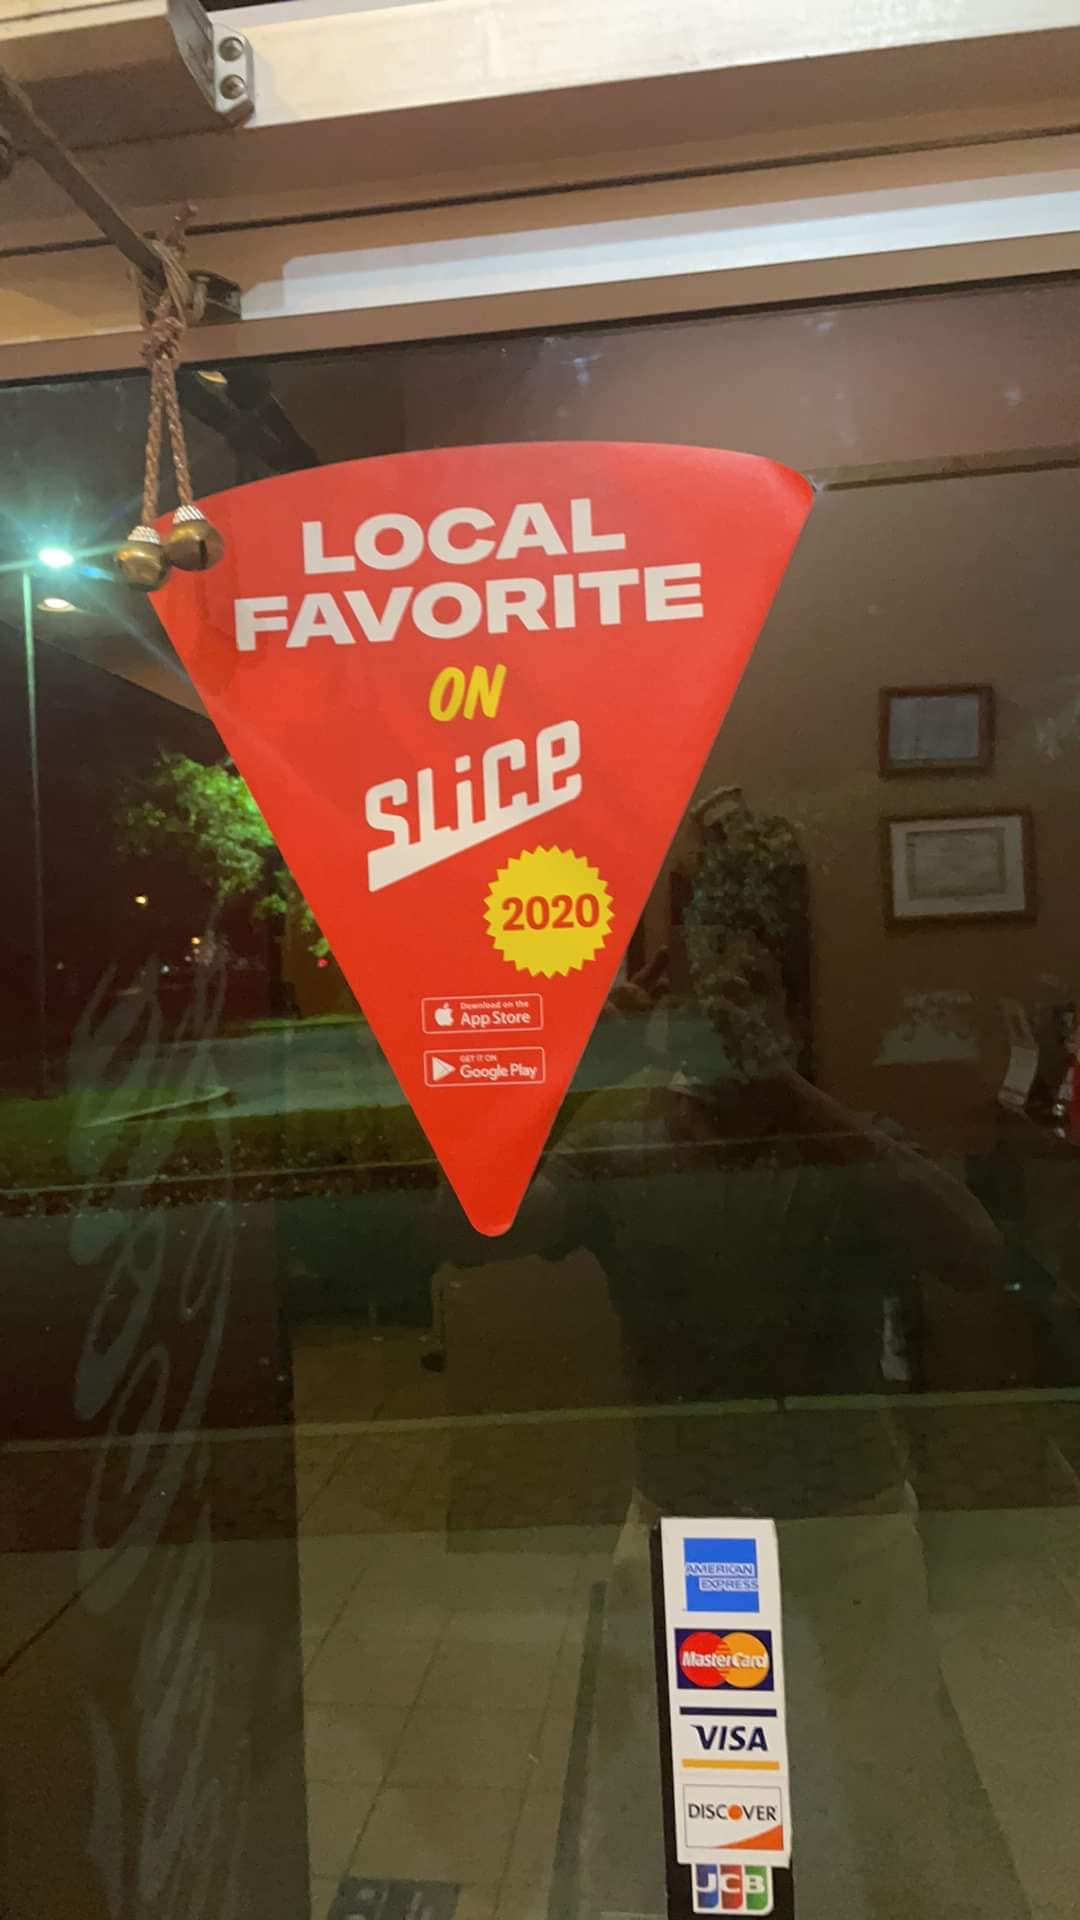 LOCAL
FAVORITE
ON
SLiCE
2020
Download on the
App Store
GET IT ON
Google Play
AMERICAN
EXPRESS
MasterCard
VISA
DISCOVER
JCB